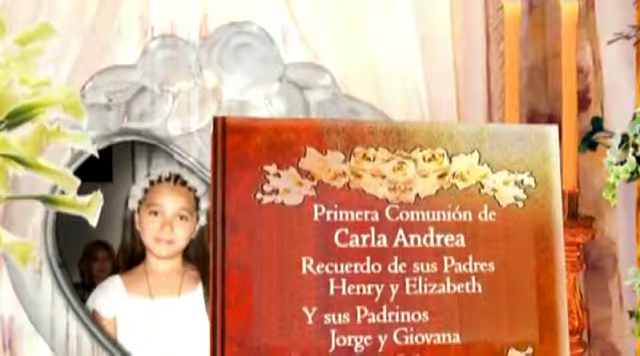 Primera Comunión de
Carla Andrea
Recuerdo de sus Padres
Henry y Elizabeth
Y sus Padrinos
Jorge y Giovana